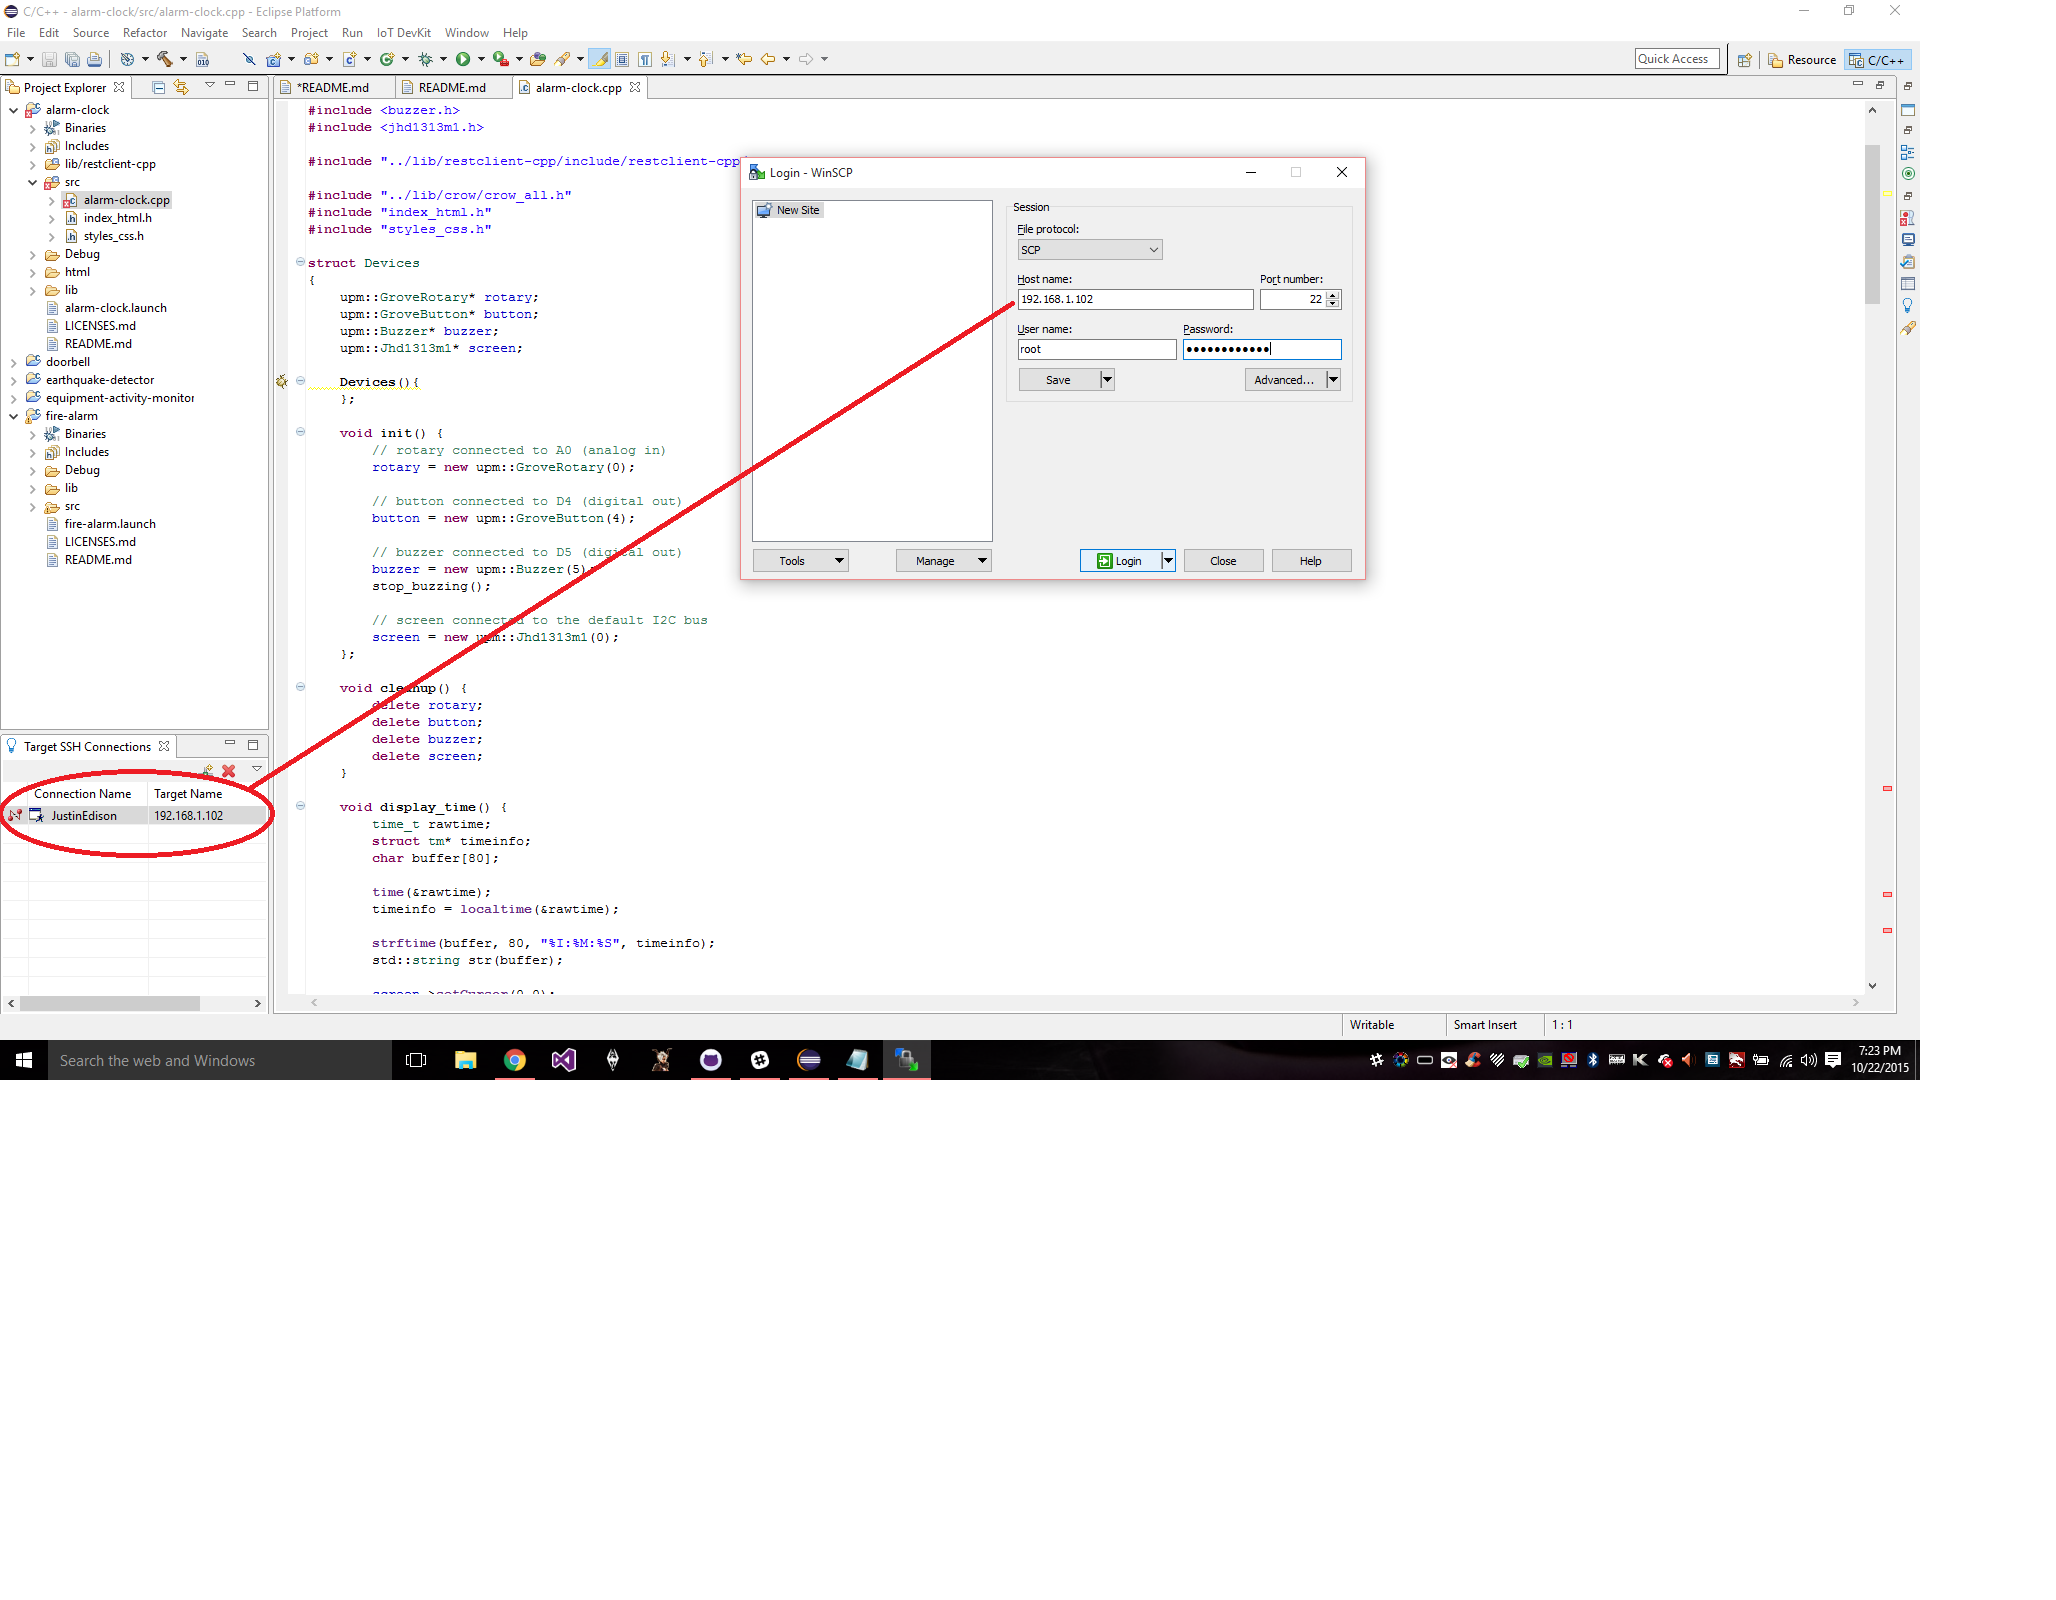 C/C++ - alarm-clock/src/alarm-clock.cpp - Eclipse Platform
File Edit Source Refactor Navigate Search Project Run IoT DevKit Window Help
Quick Access
Resource
C/C++
Project Explorer
alarm-clock
Binaries
Includes
lib/restclient-cpp
src
alarm-clock.cpp
index_html.h
styles_css.h
Debug
html
lib
alarm-clock.launch
LICENSES.md
README.md
doorbell
earthquake-detector
equipment-activity-monitor
fire-alarm
Binaries
Includes
Debug
lib
src
fire-alarm.launch
LICENSES.md
README.md
Target SSH Connections
Connection Name Target Name
JustinEdison 192.168.1.102
*README.md README.md alarm-clock.cpp
#include <buzzer.h>
#include <jhd1313m1.h>
#include "../lib/restclient-cpp/include/restclient-cpp
#include "../lib/crow/crow_all.h"
#include "index_html.h"
#include "styles_css.h"
struct Devices
{
upm::GroveRotary* rotary;
upm::GroveButton* button;
upm::Buzzer* buzzer;
upm::Jhd1313m1* screen;
Devices(){
};
void init() {
// rotary connected to A0 (analog in)
rotary = new upm::GroveRotary(0);
// button connected to D4 (digital out)
button = new upm::GroveButton(4);
// buzzer connected to D5 (digital out)
buzzer = new upm::Buzzer(5);
stop_buzzing();
// screen connected to the default I2C bus
screen = new upm::Jhd1313m1(0);
};
void cleanup() {
delete rotary;
delete button;
delete buzzer;
delete screen;
}
void display_time() {
time_t rawtime;
struct tm* timeinfo;
char buffer[80];
time(&rawtime);
timeinfo = localtime(&rawtime);
strftime(buffer, 80, "%I:%M:%S", timeinfo);
std::string str(buffer);
screen->setCursor(0,0);
Login - WinSCP
New Site
Session
File protocol:
SCP
Host name: Port number:
192.168.1.102 22
User name: Password:
root ●●●●●●●●●●●●
Save Advanced...
Tools Manage Login Close Help
Writable Smart Insert 1 : 1
Search the web and Windows
7:23 PM
10/22/2015